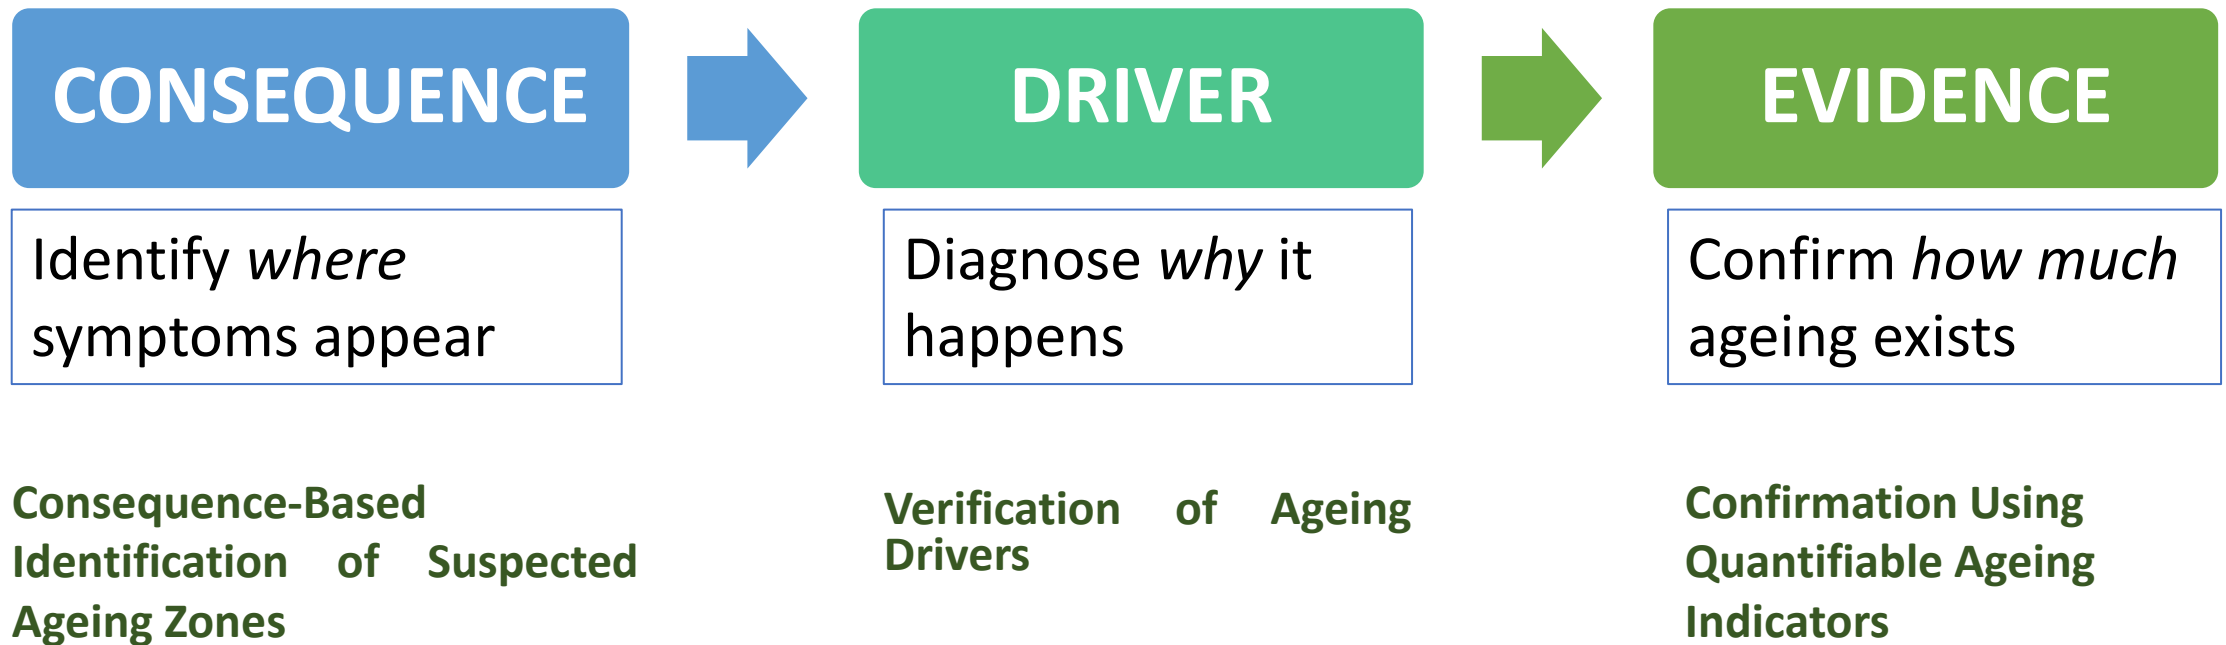 CONSEQUENCE
DRIVER
EVIDENCE
Identify where
symptoms appear
Diagnose why it
happens
Confirm how much
ageing exists
Consequence-Based
Identification of Suspected
Ageing Zones
Verification of Ageing
Drivers
Confirmation Using
Quantifiable Ageing
Indicators